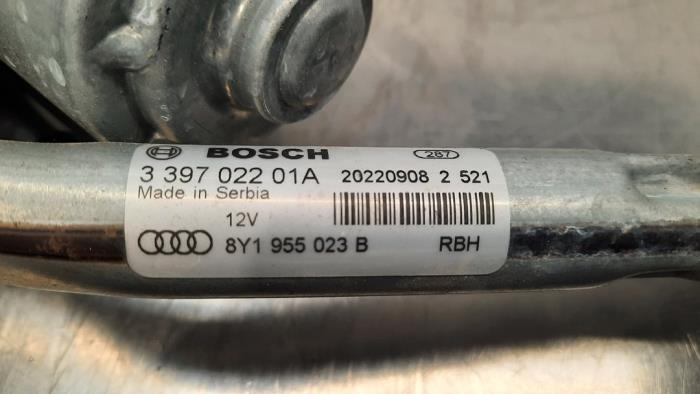 BOSCH 287
3 397 022 01A 20220908 2 521
Made in Serbia
12V
8Y1 955 023 B RBH